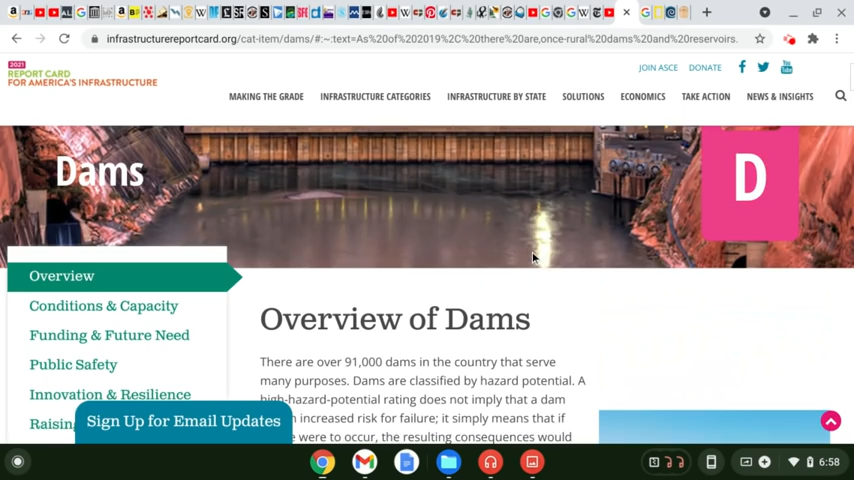 infrastructurereportcard.org/cat-item/dams/#:~:text=As%20of%202019%2C%20there%20are,once-rural%20dams%20and%20reservoirs.
2021
REPORT CARD
FOR AMERICA'S INFRASTRUCTURE
JOIN ASCE DONATE
You Tube
MAKING THE GRADE INFRASTRUCTURE CATEGORIES INFRASTRUCTURE BY STATE SOLUTIONS ECONOMICS TAKE ACTION NEWS & INSIGHTS
Dams
D
Overview
Conditions & Capacity
Funding & Future Need
Public Safety
Innovation & Resilience
Raising
Sign Up for Email Updates
Overview of Dams
There are over 91,000 dams in the country that serve
many purposes. Dams are classified by hazard potential. A
high-hazard-potential rating does not imply that a dam
increased risk for failure; it simply means that if
were to occur, the resulting consequences would
6:58